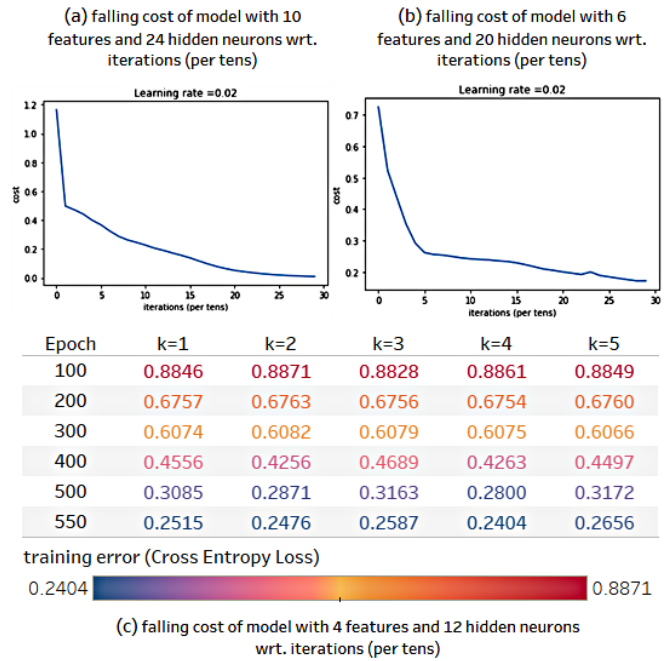 (a) falling cost of model with 10
features and 24 hidden neurons wrt.
iterations (per tens)
(b) falling cost of model with 6
features and 20 hidden neurons wrt.
iterations (per tens)
Learning rate =0.02
1.2
1.0
0.8
0.6
0.4
0.2
0.0
cost
0 5 10 15 20 25 30
iterations (per tens)
Learning rate =0.02
0.7
0.6
0.5
0.4
0.3
0.2
cost
0 5 10 15 20 25 30
iterations (per tens)
Epoch k=1 k=2 k=3 k=4 k=5
100 0.8846 0.8871 0.8828 0.8861 0.8849
200 0.6757 0.6763 0.6756 0.6754 0.6760
300 0.6074 0.6082 0.6079 0.6075 0.6066
400 0.4556 0.4256 0.4689 0.4263 0.4497
500 0.3085 0.2871 0.3163 0.2800 0.3172
550 0.2515 0.2476 0.2587 0.2404 0.2656
training error (Cross Entropy Loss)
0.2404 0.8871
(c) falling cost of model with 4 features and 12 hidden neurons
wrt. iterations (per tens)